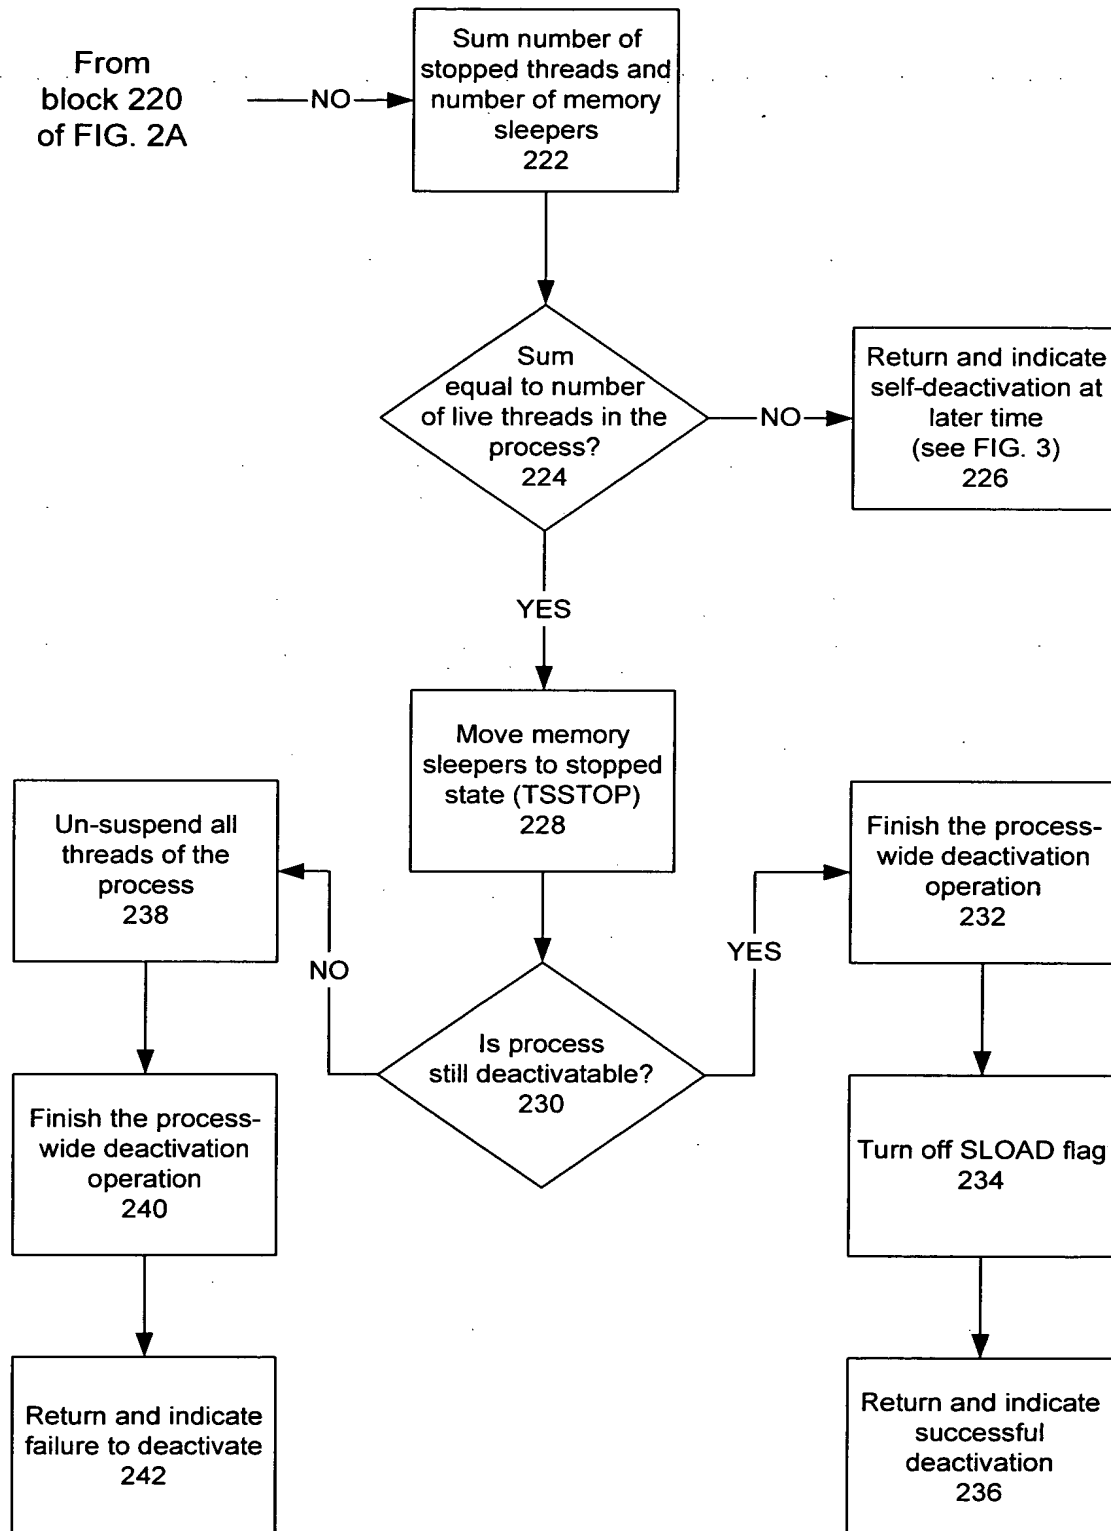 From
block 220
of FIG. 2A
NO
Sum number of
stopped threads and
number of memory
sleepers
222
Sum
equal to number
of live threads in the
process?
224
NO
Return and indicate
self-deactivation at
later time
(see FIG. 3)
226
YES
Move memory
sleepers to stopped
state (TSSTOP)
228
Un-suspend all
threads of the
process
238
Finish the process-
wide deactivation
operation
232
NO
YES
Is process
still deactivatable?
230
Finish the process-
wide deactivation
operation
240
Turn off SLOAD flag
234
Return and indicate
failure to deactivate
242
Return and indicate
successful
deactivation
236